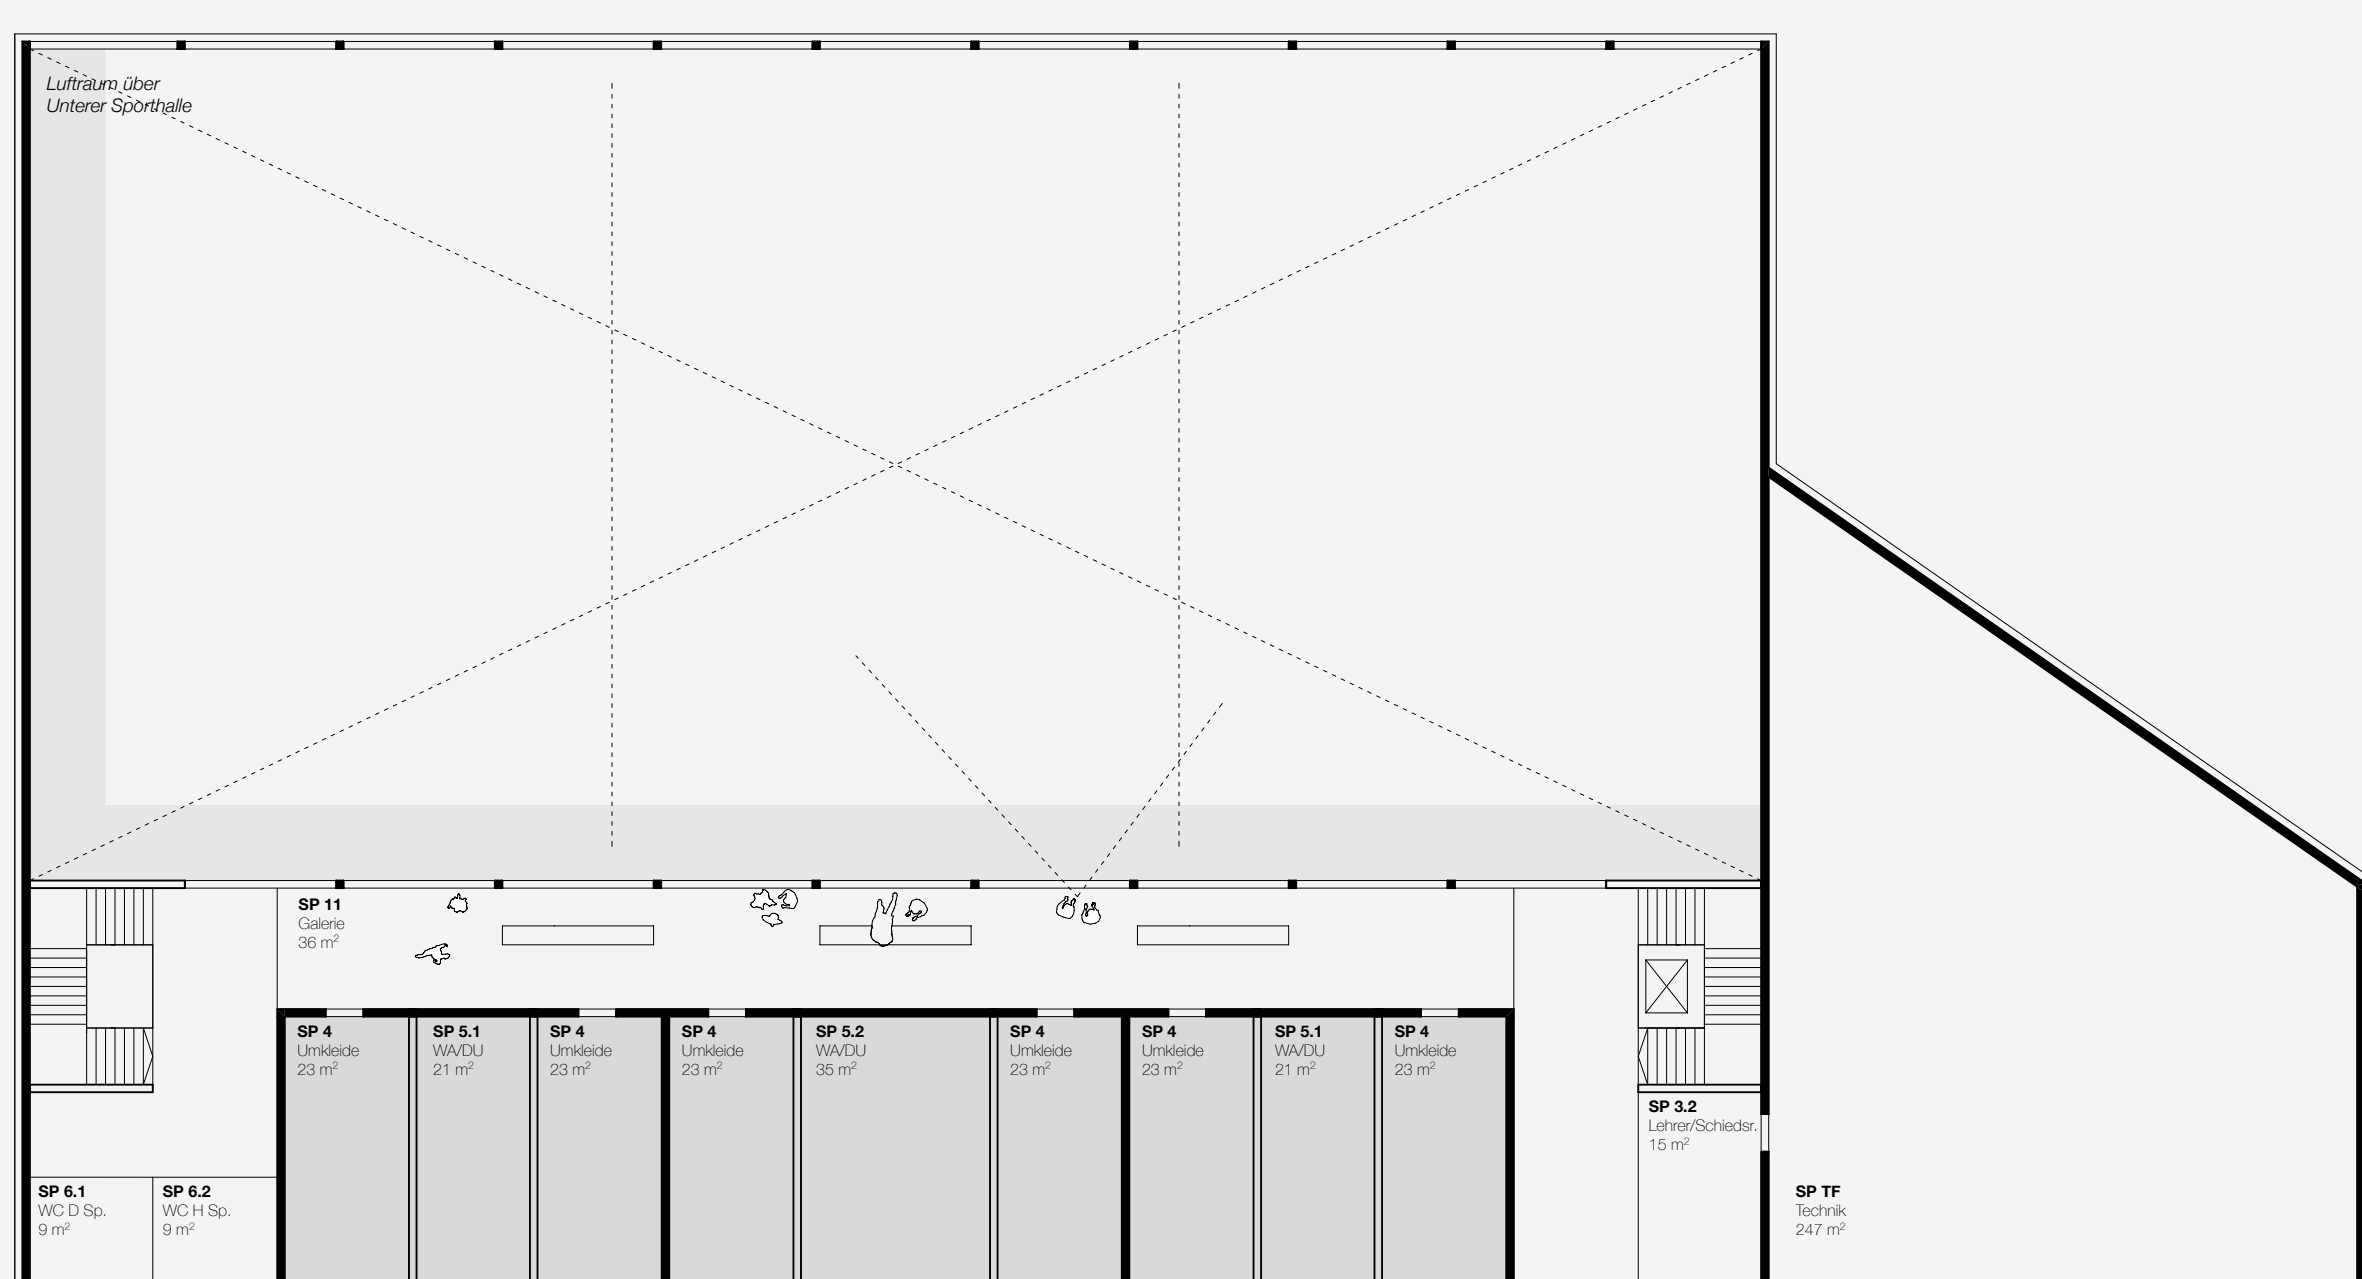 Luftraum über
Unterer Sporthalle
SP 11
Galerie
36 m²
SP 4
Umkleide
23 m²
SP 5.1
WA/DU
21 m²
SP 4
Umkleide
23 m²
SP 4
Umkleide
23 m²
SP 5.2
WA/DU
35 m²
SP 4
Umkleide
23 m²
SP 4
Umkleide
23 m²
SP 5.1
WA/DU
21 m²
SP 4
Umkleide
23 m²
SP 3.2
Lehrer/Schiedsr.
15 m²
SP 6.1
WC D Sp.
9 m²
SP 6.2
WC H Sp.
9 m²
SP TF
Technik
247 m²